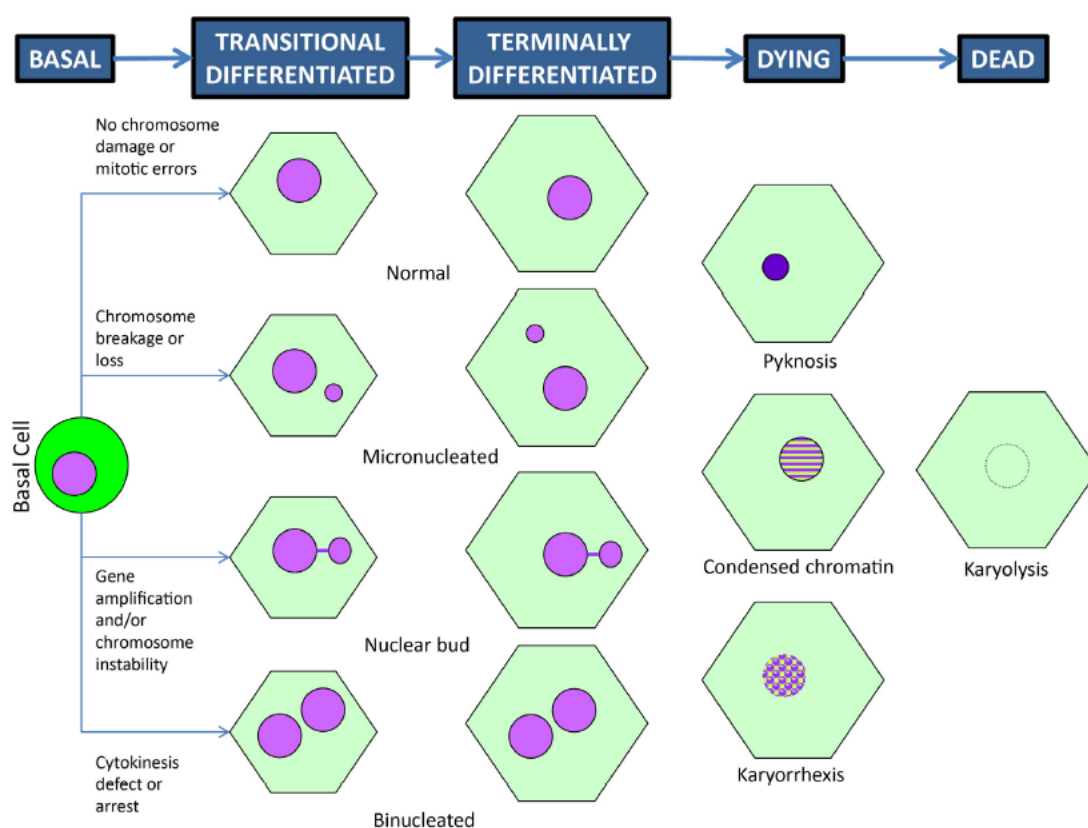 BASAL
TRANSITIONAL
DIFFERENTIATED
TERMINALLY
DIFFERENTIATED
DYING
DEAD
No chromosome
damage or
mitotic errors
Normal
Chromosome
breakage or
loss
Pyknosis
Micronucleated
Basal Cell
Condensed chromatin
Karyolysis
Gene
amplification
and/or
chromosome
instability
Nuclear bud
Karyorrhexis
Cytokinesis
defect or
arrest
Binucleated